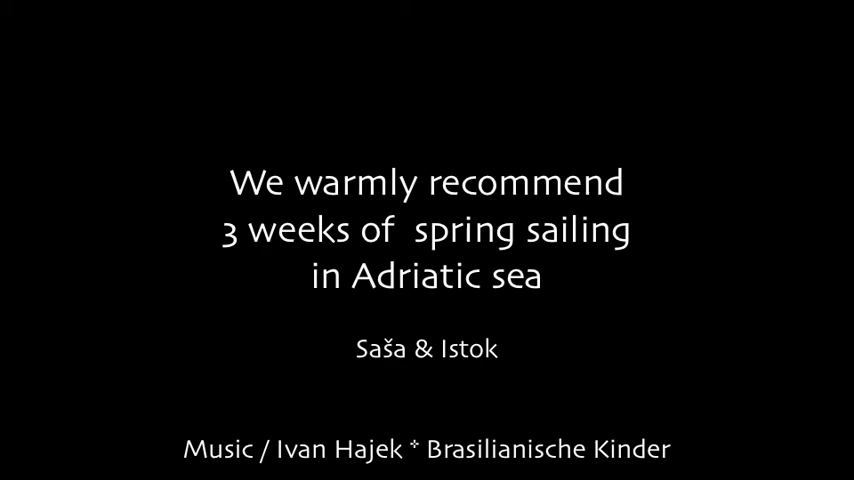 We warmly recommend
3 weeks of  spring sailing
in Adriatic sea
Saša & Istok
Music / Ivan Hajek * Brasilianische Kinder